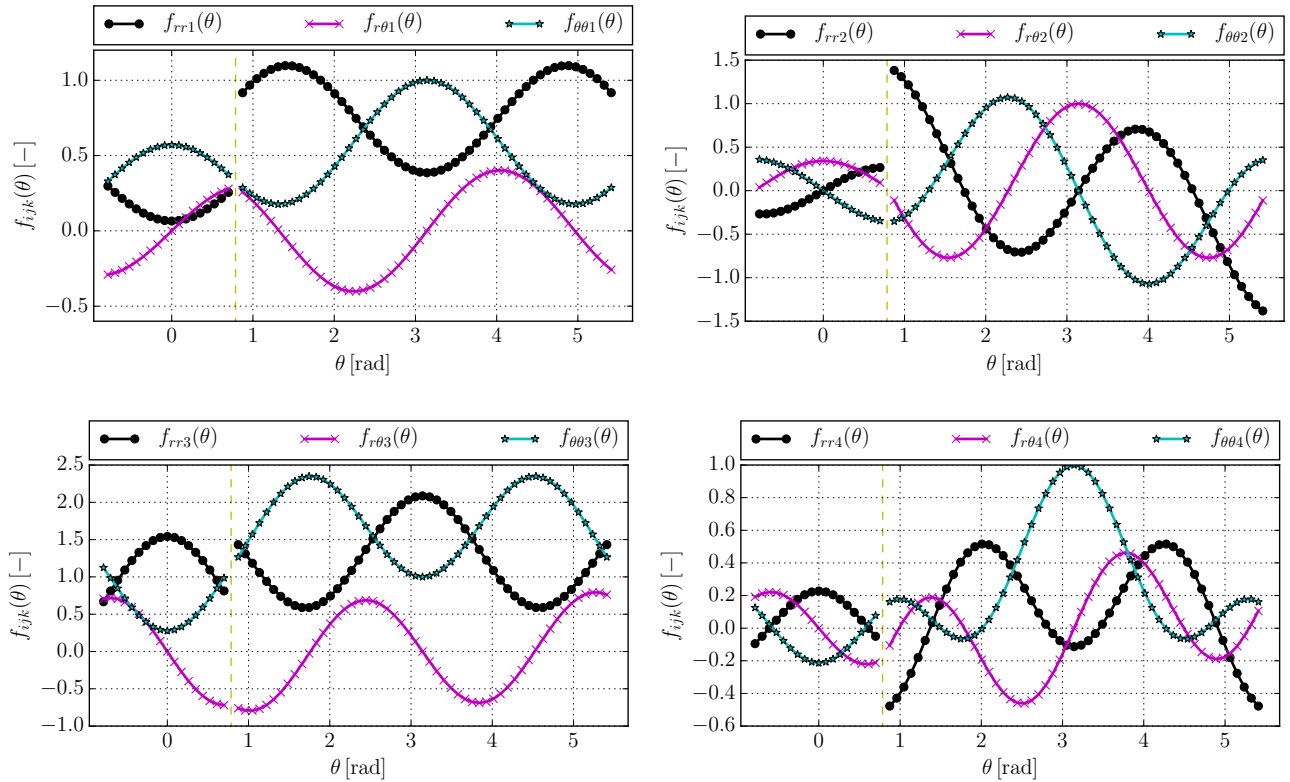 f_{rr1}(θ) f_{rθ1}(θ) f_{θθ1}(θ)
1.0
0.5
0.0
−0.5
f_{ijk}(θ) [−]
0 1 2 3 4 5
θ [rad]
f_{rr2}(θ) f_{rθ2}(θ) f_{θθ2}(θ)
1.5
1.0
0.5
0.0
−0.5
−1.0
−1.5
f_{ijk}(θ) [−]
0 1 2 3 4 5
θ [rad]
f_{rr3}(θ) f_{rθ3}(θ) f_{θθ3}(θ)
2.5
2.0
1.5
1.0
0.5
0.0
−0.5
−1.0
f_{ijk}(θ) [−]
0 1 2 3 4 5
θ [rad]
f_{rr4}(θ) f_{rθ4}(θ) f_{θθ4}(θ)
1.0
0.8
0.6
0.4
0.2
0.0
−0.2
−0.4
−0.6
f_{ijk}(θ) [−]
0 1 2 3 4 5
θ [rad]